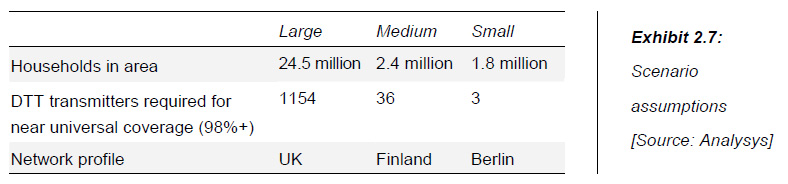 Large Medium Small
Households in area 24.5 million 2.4 million 1.8 million
DTT transmitters required for 1154 36 3
near universal coverage (98%+)
Network profile UK Finland Berlin
Exhibit 2.7:
Scenario
assumptions
[Source: Analysys]